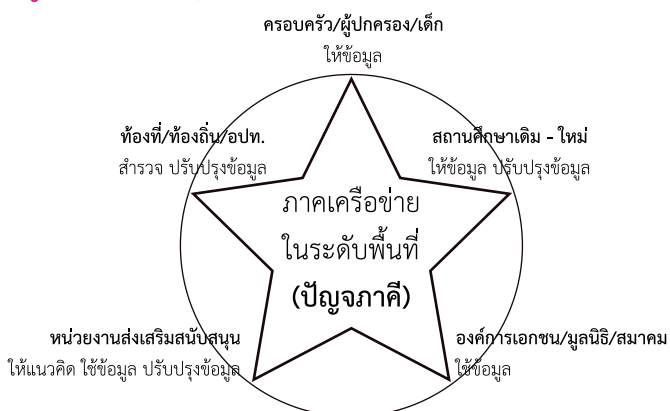 ครอบครัว/ผู้ปกครอง/เด็ก
ให้ข้อมูล
ท้องที่/ท้องถิ่น/อปท.
สำรวจ ปรับปรุงข้อมูล
สถานศึกษาเดิม - ใหม่
ให้ข้อมูล ปรับปรุงข้อมูล
ภาคเครือข่าย
ในระดับพื้นที่
(ปัญจภาคี)
หน่วยงานส่งเสริมสนับสนุน
ให้แนวคิด ใช้ข้อมูล ปรับปรุงข้อมูล
องค์การเอกชน/มูลนิธิ/สมาคม
ใช้ข้อมูล